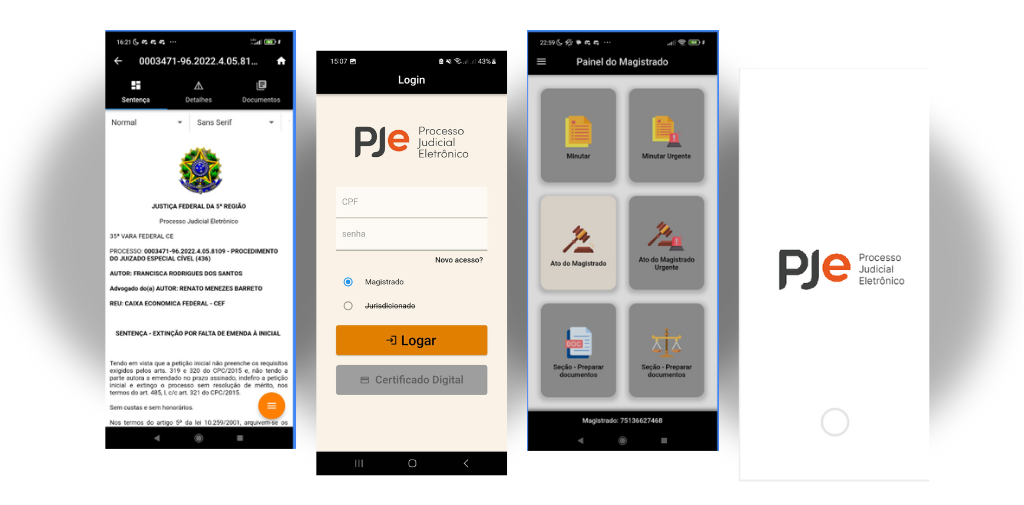 16:21
0003471-96.2022.4.05.81...
Sentença
Detalhes
Documentos
Normal
Sans Serif
JUSTIÇA FEDERAL DA 5ª REGIÃO
Processo Judicial Eletrônico
35ª VARA FEDERAL CE
PROCESSO: 0003471-96.2022.4.05.8109 - PROCEDIMENTO
DO JUIZADO ESPECIAL CÍVEL (436)
AUTOR: FRANCISCA RODRIGUES DOS SANTOS
Advogado do(a) AUTOR: RENATO MENEZES BARRETO
REU: CAIXA ECONOMICA FEDERAL - CEF
SENTENÇA - EXTINÇÃO POR FALTA DE EMENDA À INICIAL
Tendo em vista que a petição inicial não preenche os requisitos
exigidos pelos arts. 319 e 320 do CPC/2015 e, não tendo a
parte autora a emendado no prazo assinado, indefiro a petição
inicial e extingo o processo sem resolução de mérito, nos
termos do art. 485, I, c/c art. 321 do CPC/2015.
Sem custas e sem honorários.
Nos termos do artigo 5º da lei 10.259/2001, arquivem-se os
15:07
43%
Login
PJe
Processo
Judicial
Eletrônico
CPF
senha
Novo acesso?
Magistrado
Jurisdicionado
Logar
Certificado Digital
22:59
Painel do Magistrado
Minutar
Minutar Urgente
Ato do Magistrado
Ato do Magistrado
Urgente
DOC
Seção - Preparar
documentos
Seção - Preparar
documentos
Magistrado: 75136627468
PJe
Processo
Judicial
Eletrônico